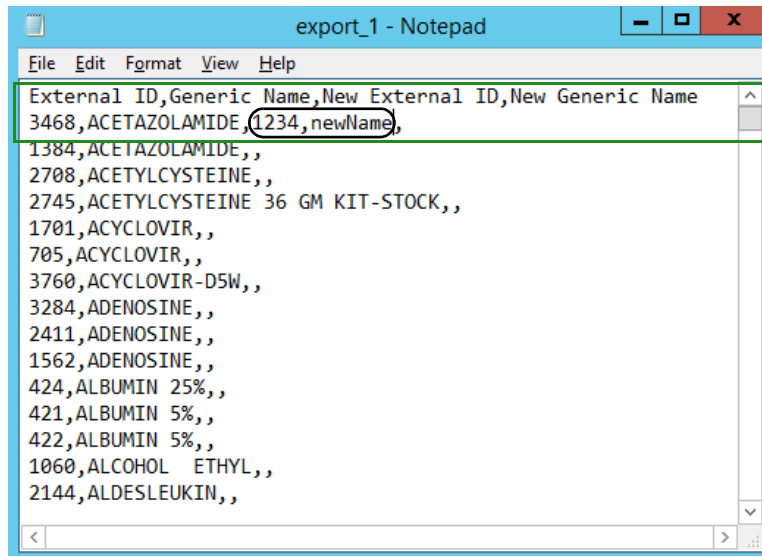 export_1 - Notepad
File Edit Format View Help
External ID,Generic Name,New External ID,New Generic Name
3468,ACETAZOLAMIDE,1234,newName,
1384,ACETAZOLAMIDE,,
2708,ACETYLCYSTEINE,,
2745,ACETYLCYSTEINE 36 GM KIT-STOCK,,
1701,ACYCLOVIR,,
705,ACYCLOVIR,,
3760,ACYCLOVIR-D5W,,
3284,ADENOSINE,,
2411,ADENOSINE,,
1562,ADENOSINE,,
424,ALBUMIN 25%,,
421,ALBUMIN 5%,,
422,ALBUMIN 5%,,
1060,ALCOHOL  ETHYL,,
2144,ALDESLEUKIN,,